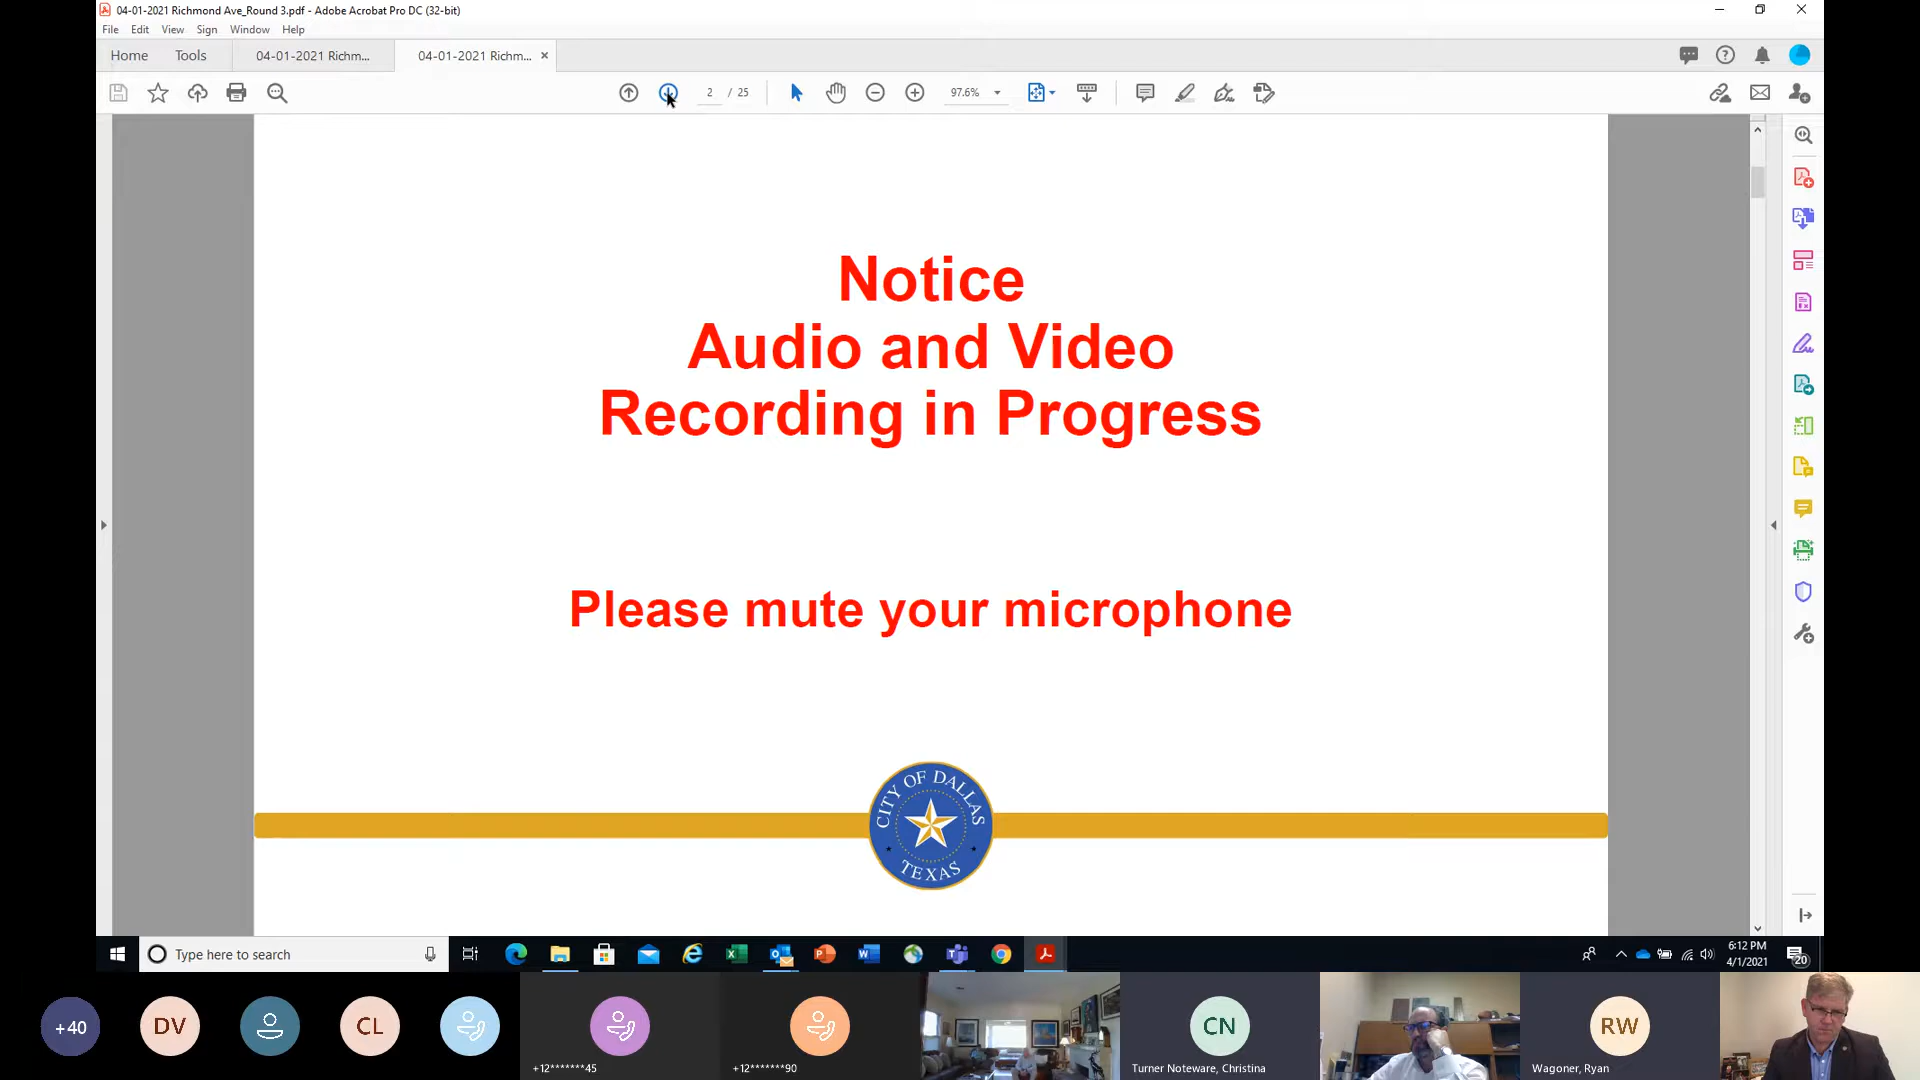 04-01-2021 Richmond Ave_Round 3.pdf - Adobe Acrobat Pro DC (32-bit)
File Edit View Sign Window Help
Home Tools 04-01-2021 Richm... 04-01-2021 Richm... ×
2 / 25 97.6%
Notice
Audio and Video
Recording in Progress
Please mute your microphone
CITY OF DALLAS
TEXAS
Type here to search
6:12 PM
4/1/2021
20
+40 DV CL CN RW
+12*******45 +12*******90 Turner Noteware, Christina Wagoner, Ryan